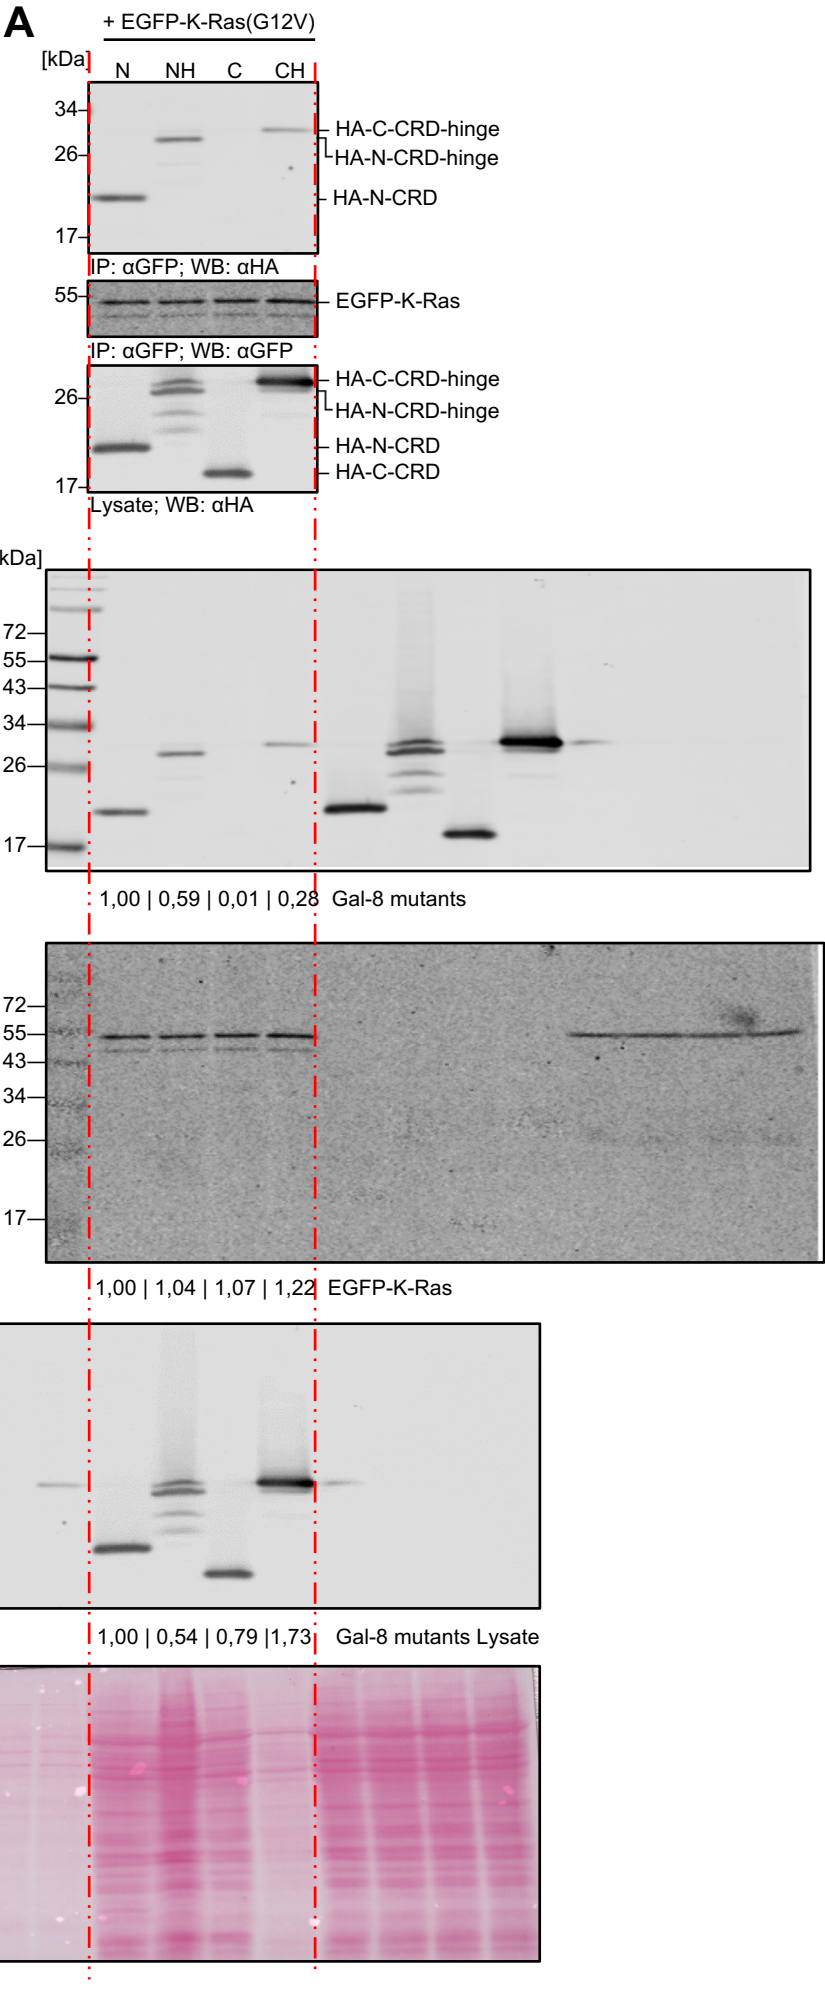 A
+ EGFP-K-Ras(G12V)
[kDa]
N NH C CH
34
26
17
HA-C-CRD-hinge
HA-N-CRD-hinge
HA-N-CRD
IP: αGFP; WB: αHA
55
EGFP-K-Ras
IP: αGFP; WB: αGFP
26
17
HA-C-CRD-hinge
HA-N-CRD-hinge
HA-N-CRD
HA-C-CRD
Lysate; WB: αHA
kDa]
72
55
43
34
26
17
1,00 | 0,59 | 0,01 | 0,28 Gal-8 mutants
72
55
43
34
26
17
1,00 | 1,04 | 1,07 | 1,22 EGFP-K-Ras
1,00 | 0,54 | 0,79 |1,73 Gal-8 mutants Lysate